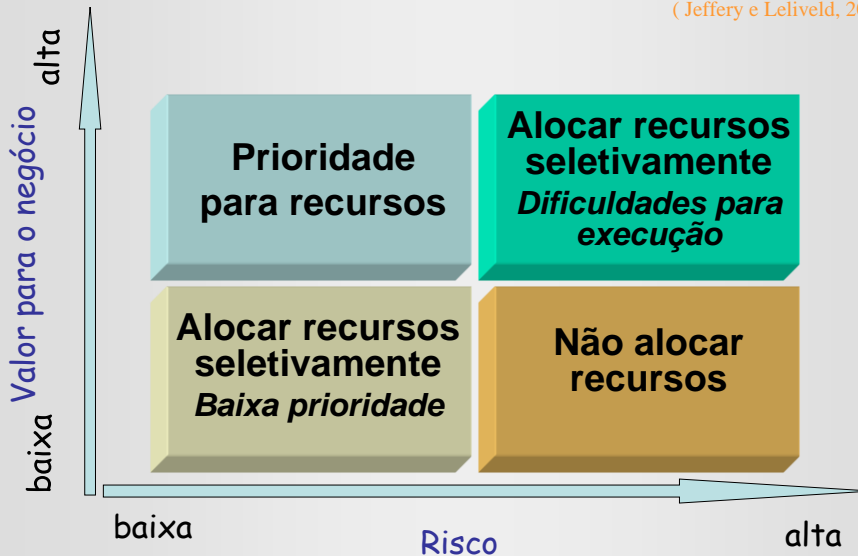 ( Jeffery e Leliveld, 20
alta
Valor para o negócio
baixa
Prioridade
para recursos
Alocar recursos
seletivamente
Dificuldades para
execução
Alocar recursos
seletivamente
Baixa prioridade
Não alocar
recursos
baixa
Risco
alta